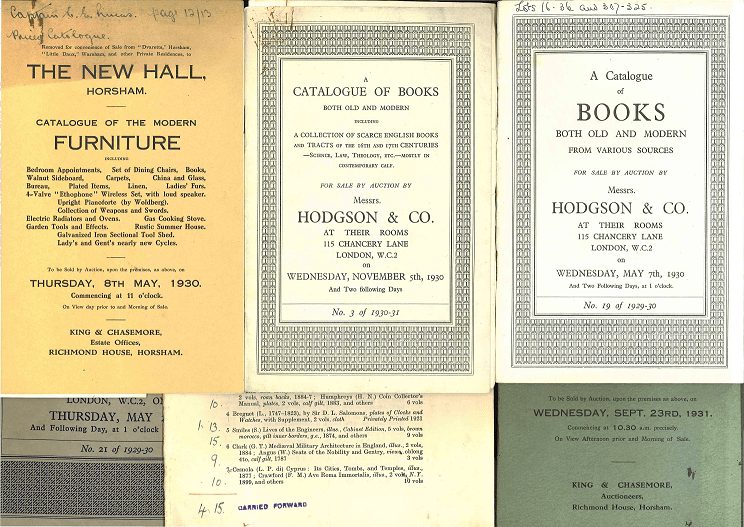 Captain C. E. Lucas. page 12/13
Priced Catalogue.
Removed for convenience of Sale from "Dvaretta," Horsham,
"Little Daux," Warnham, and other Private Residences, to
THE NEW HALL,
HORSHAM.
CATALOGUE OF THE MODERN
FURNITURE
INCLUDING
Bedroom Appointments, Set of Dining Chairs, Books,
Walnut Sideboard, Carpets, China and Glass,
Bureau, Plated Items, Linen, Ladies' Furs.
4-Valve "Ethophone" Wireless Set, with loud speaker.
Upright Pianoforte (by Woldberg).
Collection of Weapons and Swords.
Electric Radiators and Ovens. Gas Cooking Stove.
Garden Tools and Effects. Rustic Summer House.
Galvanized Iron Sectional Tool Shed.
Lady's and Gent's nearly new Cycles.
To be Sold by Auction, upon the premises, as above, on
THURSDAY, 8TH MAY, 1930.
Commencing at 11 o'clock.
On View day prior to and Morning of Sale.
KING & CHASEMORE,
Estate Offices,
RICHMOND HOUSE, HORSHAM.
A
CATALOGUE OF BOOKS
BOTH OLD AND MODERN
INCLUDING
A COLLECTION OF SCARCE ENGLISH BOOKS
AND TRACTS OF THE 16TH AND 17TH CENTURIES
—SCIENCE, LAW, THEOLOGY, ETC.—MOSTLY IN
CONTEMPORARY CALF.
FOR SALE BY AUCTION BY
Messrs.
HODGSON & CO.
AT THEIR ROOMS
115 CHANCERY LANE
LONDON, W.C.2
on
WEDNESDAY, NOVEMBER 5th, 1930
And Two following Days
No. 3 of 1930-31
Lots 16-36 and 307-325.
A Catalogue
of
BOOKS
BOTH OLD AND MODERN
FROM VARIOUS SOURCES
FOR SALE BY AUCTION BY
Messrs.
HODGSON & CO.
AT THEIR ROOMS
115 CHANCERY LANE
LONDON, W.C.2
on
WEDNESDAY, MAY 7th, 1930
And Two Following Days, at 1 o'clock.
No. 19 of 1929-30
LONDON, W.C.2, O
THURSDAY, MAY
And Following Day, at 1 o'clock
No. 21 of 1929-30
2 vols, roan backs, 1884-7; Humphreys (H. N.) Coin Collector's
10. Manual, plates, 2 vols, calf gilt, 1883, and others 6 vols
4 Breguet (L., 1747-1823), by Sir D. L. Salomons, plates of Clocks and
Watches, with Supplement, 2 vols, cloth Privately Printed 1921
1. 13. 5 Smiles (S.) Lives of the Engineers, illus., Cabinet Edition, 5 vols, brown
15. morocco, gilt inner borders, g.e., 1874, and others 9 vols
6 Clark (G. T.) Mediæval Military Architecture in England, illus., 2 vols,
1884; Angus (W.) Seats of the Nobility and Gentry, views, oblong
9. 4to, calf gilt, 1787 3 vols
7 Cesnola (L. P. di) Cyprus: Its Cities, Tombs, and Temples, illus.,
1877; Crawford (F. M.) Ave Roma Immortalis, illus., 2 vols, N.Y.
10. 1899, and others 10 vols
4. 15. CARRIED FORWARD
To be Sold by Auction, upon the premises, as above, on
WEDNESDAY, SEPT. 23RD, 1931.
Commencing at 10.30 a.m. precisely.
On View Afternoon prior and Morning of Sale.
KING & CHASEMORE,
Auctioneers,
Richmond House, Horsham.